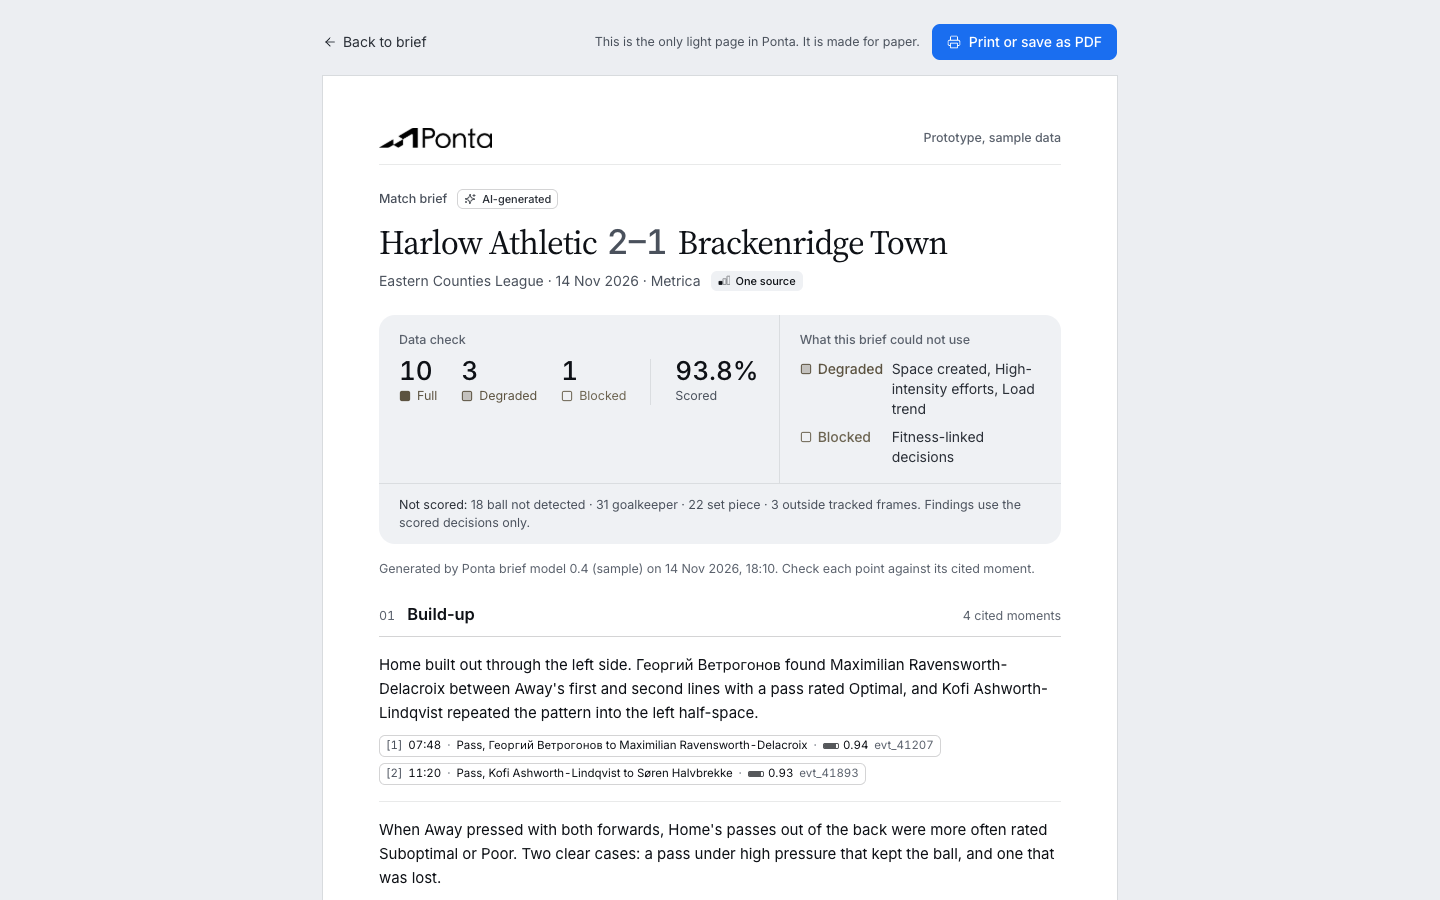 Back to brief
This is the only light page in Ponta. It is made for paper.
Print or save as PDF
Ponta
Prototype, sample data
Match brief
AI-generated
Harlow Athletic 2–1 Brackenridge Town
Eastern Counties League · 14 Nov 2026 · Metrica
One source
Data check
10
Full
3
Degraded
1
Blocked
93.8%
Scored
What this brief could not use
Degraded
Space created, High-
intensity efforts, Load
trend
Blocked
Fitness-linked
decisions
Not scored: 18 ball not detected · 31 goalkeeper · 22 set piece · 3 outside tracked frames. Findings use the
scored decisions only.
Generated by Ponta brief model 0.4 (sample) on 14 Nov 2026, 18:10. Check each point against its cited moment.
01 Build-up
4 cited moments
Home built out through the left side. Георгий Ветрогонов found Maximilian Ravensworth-
Delacroix between Away's first and second lines with a pass rated Optimal, and Kofi Ashworth-
Lindqvist repeated the pattern into the left half-space.
[1] 07:48 · Pass, Георгий Ветрогонов to Maximilian Ravensworth-Delacroix · 0.94 evt_41207
[2] 11:20 · Pass, Kofi Ashworth-Lindqvist to Søren Halvbrekke · 0.93 evt_41893
When Away pressed with both forwards, Home's passes out of the back were more often rated
Suboptimal or Poor. Two clear cases: a pass under high pressure that kept the ball, and one that
was lost.